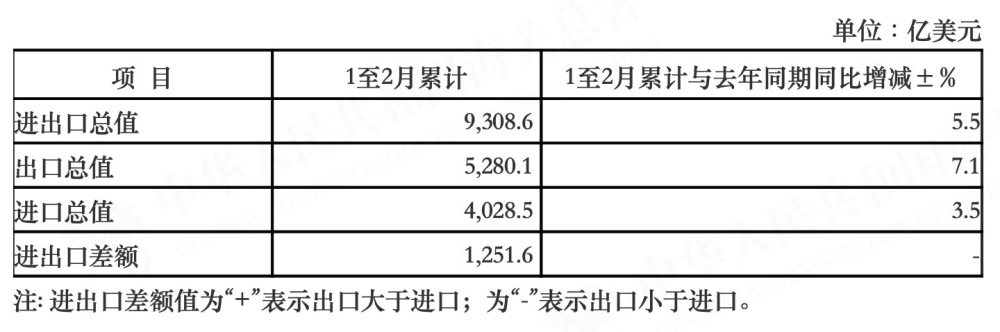 单位：亿美元
项 目 1至2月累计 1至2月累计与去年同期同比增减±%
进出口总值 9,308.6 5.5
出口总值 5,280.1 7.1
进口总值 4,028.5 3.5
进出口差额 1,251.6 -
注: 进出口差额值为“+”表示出口大于进口；为“-”表示出口小于进口。